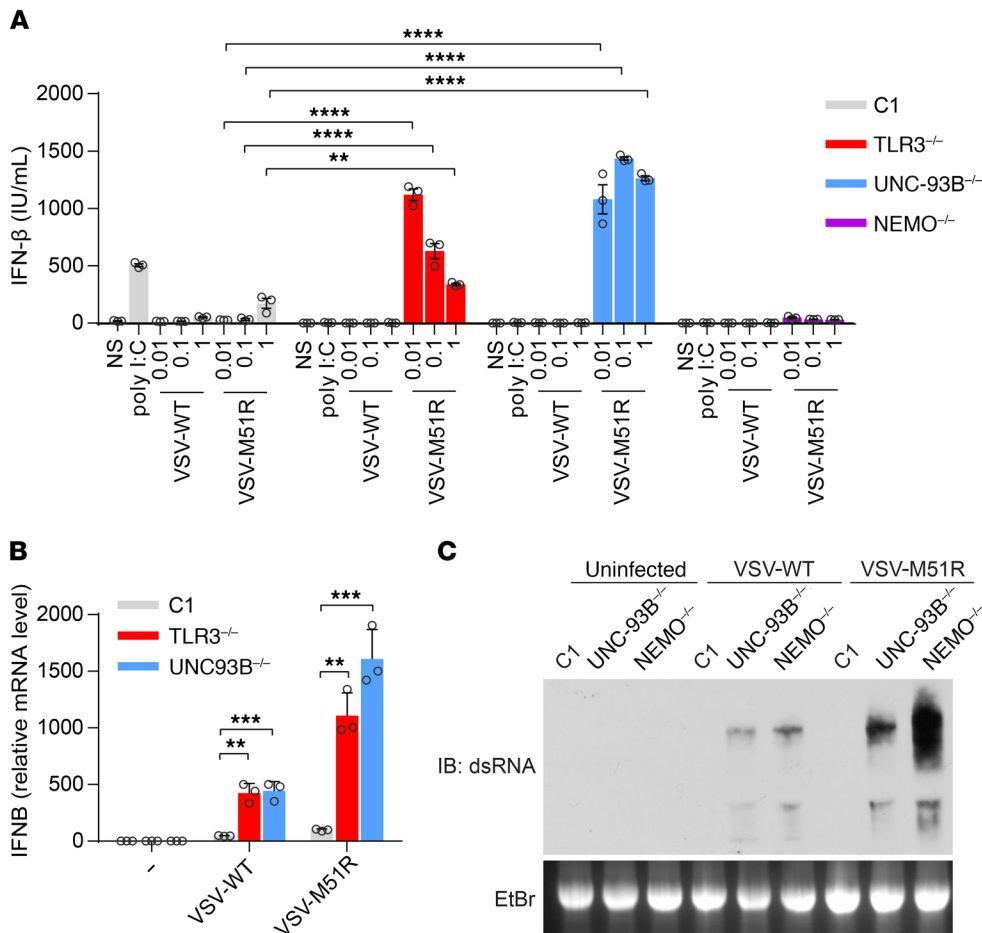 A
****
****
****
****
****
**
2000
1500
1000
500
0
IFN-β (IU/mL)
C1
TLR3–/–
UNC-93B–/–
NEMO–/–
NS poly I:C 0.01 0.1 1 0.01 0.1 1 NS poly I:C 0.01 0.1 1 0.01 0.1 1 NS poly I:C 0.01 0.1 1 0.01 0.1 1 NS poly I:C 0.01 0.1 1 0.01 0.1 1
VSV-WT VSV-M51R VSV-WT VSV-M51R VSV-WT VSV-M51R VSV-WT VSV-M51R
B
IFNB (relative mRNA level)
C1
TLR3–/–
UNC93B–/–
2000
1500
1000
500
0
***
**
***
**
– VSV-WT VSV-M51R
C
Uninfected VSV-WT VSV-M51R
C1 UNC-93B–/– NEMO–/– C1 UNC-93B–/– NEMO–/– C1 UNC-93B–/– NEMO–/–
IB: dsRNA
EtBr